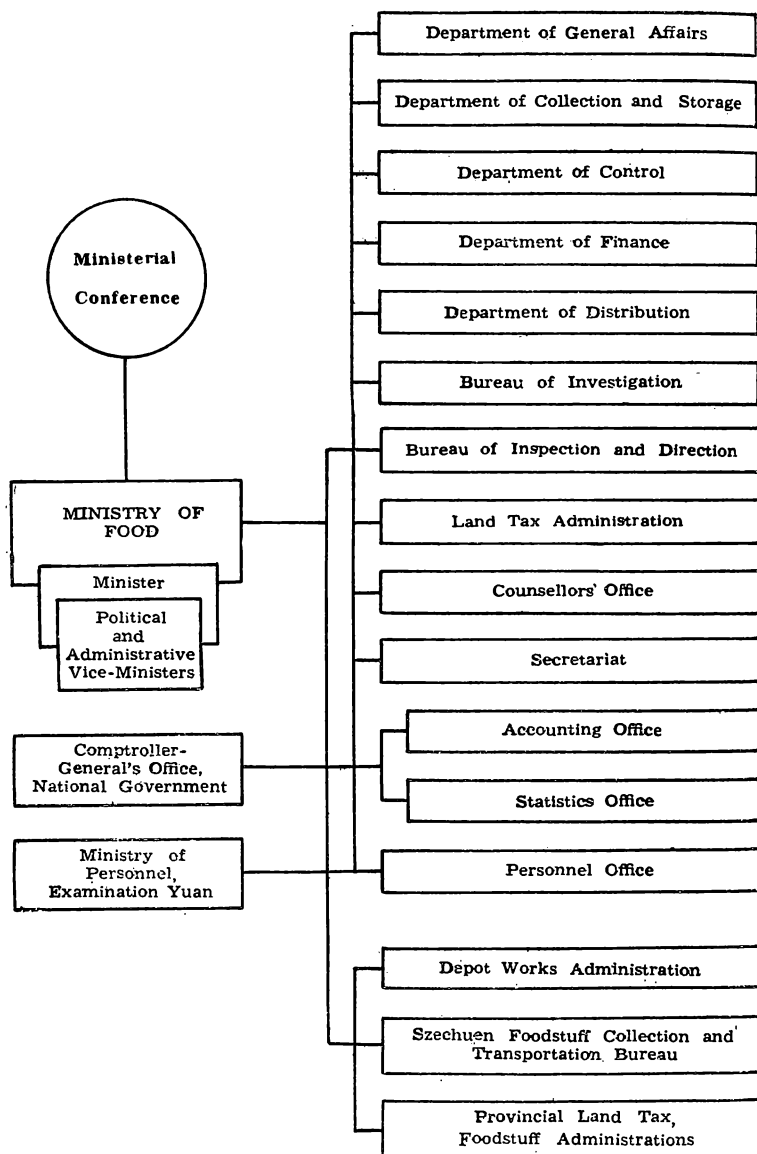 Department of General Affairs
Department of Collection and Storage
Department of Control
Department of Finance
Department of Distribution
Bureau of Investigation
Bureau of Inspection and Direction
Land Tax Administration
Counsellors' Office
Secretariat
Accounting Office
Statistics Office
Personnel Office
Depot Works Administration
Szechuen Foodstuff Collection and
Transportation Bureau
Provincial Land Tax,
Foodstuff Administrations
Ministerial
Conference
MINISTRY OF
FOOD
Minister
Political
and
Administrative
Vice-Ministers
Comptroller-
General's Office,
National Government
Ministry of
Personnel,
Examination Yuan